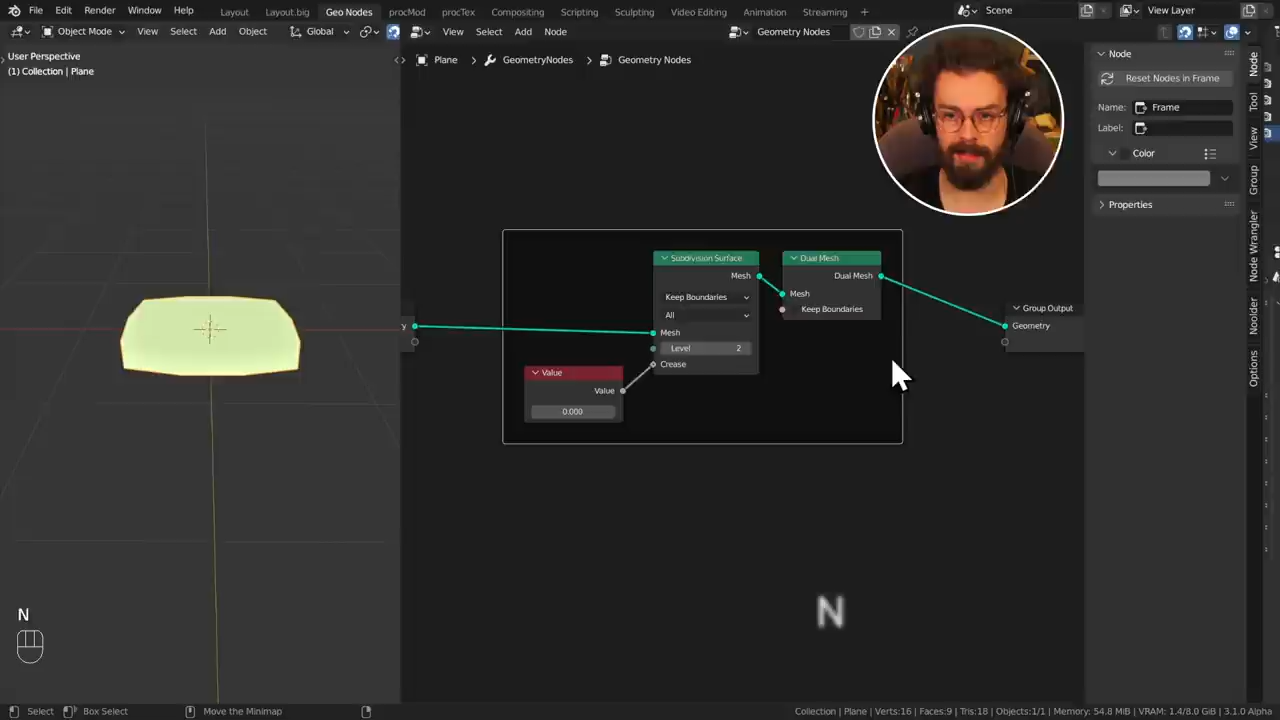 File Edit Render Window Help Layout Layout.big Geo Nodes procMod procTex Compositing Scripting Sculpting Video Editing Animation Streaming + Scene View Layer
Object Mode View Select Add Object Global View Select Add Node Geometry Nodes
User Perspective
(1) Collection | Plane
Plane > GeometryNodes > Geometry Nodes
Node
Reset Nodes in Frame
Name: Frame
Label:
Color
Properties
Node
Tool
View
Group
Node Wrangler
Noolder
Options
Subdivision Surface
Mesh
Keep Boundaries
All
Mesh
Level 2
Crease
Dual Mesh
Dual Mesh
Mesh
Keep Boundaries
Value
Value
0.000
y
Group Output
Geometry
N
N
Select Box Select Move the Minimap Collection | Plane | Verts:16 | Faces:9 | Tris:18 | Objects:1/1 | Memory: 54.8 MiB | VRAM: 1.4/8.0 GiB | 3.1.0 Alpha